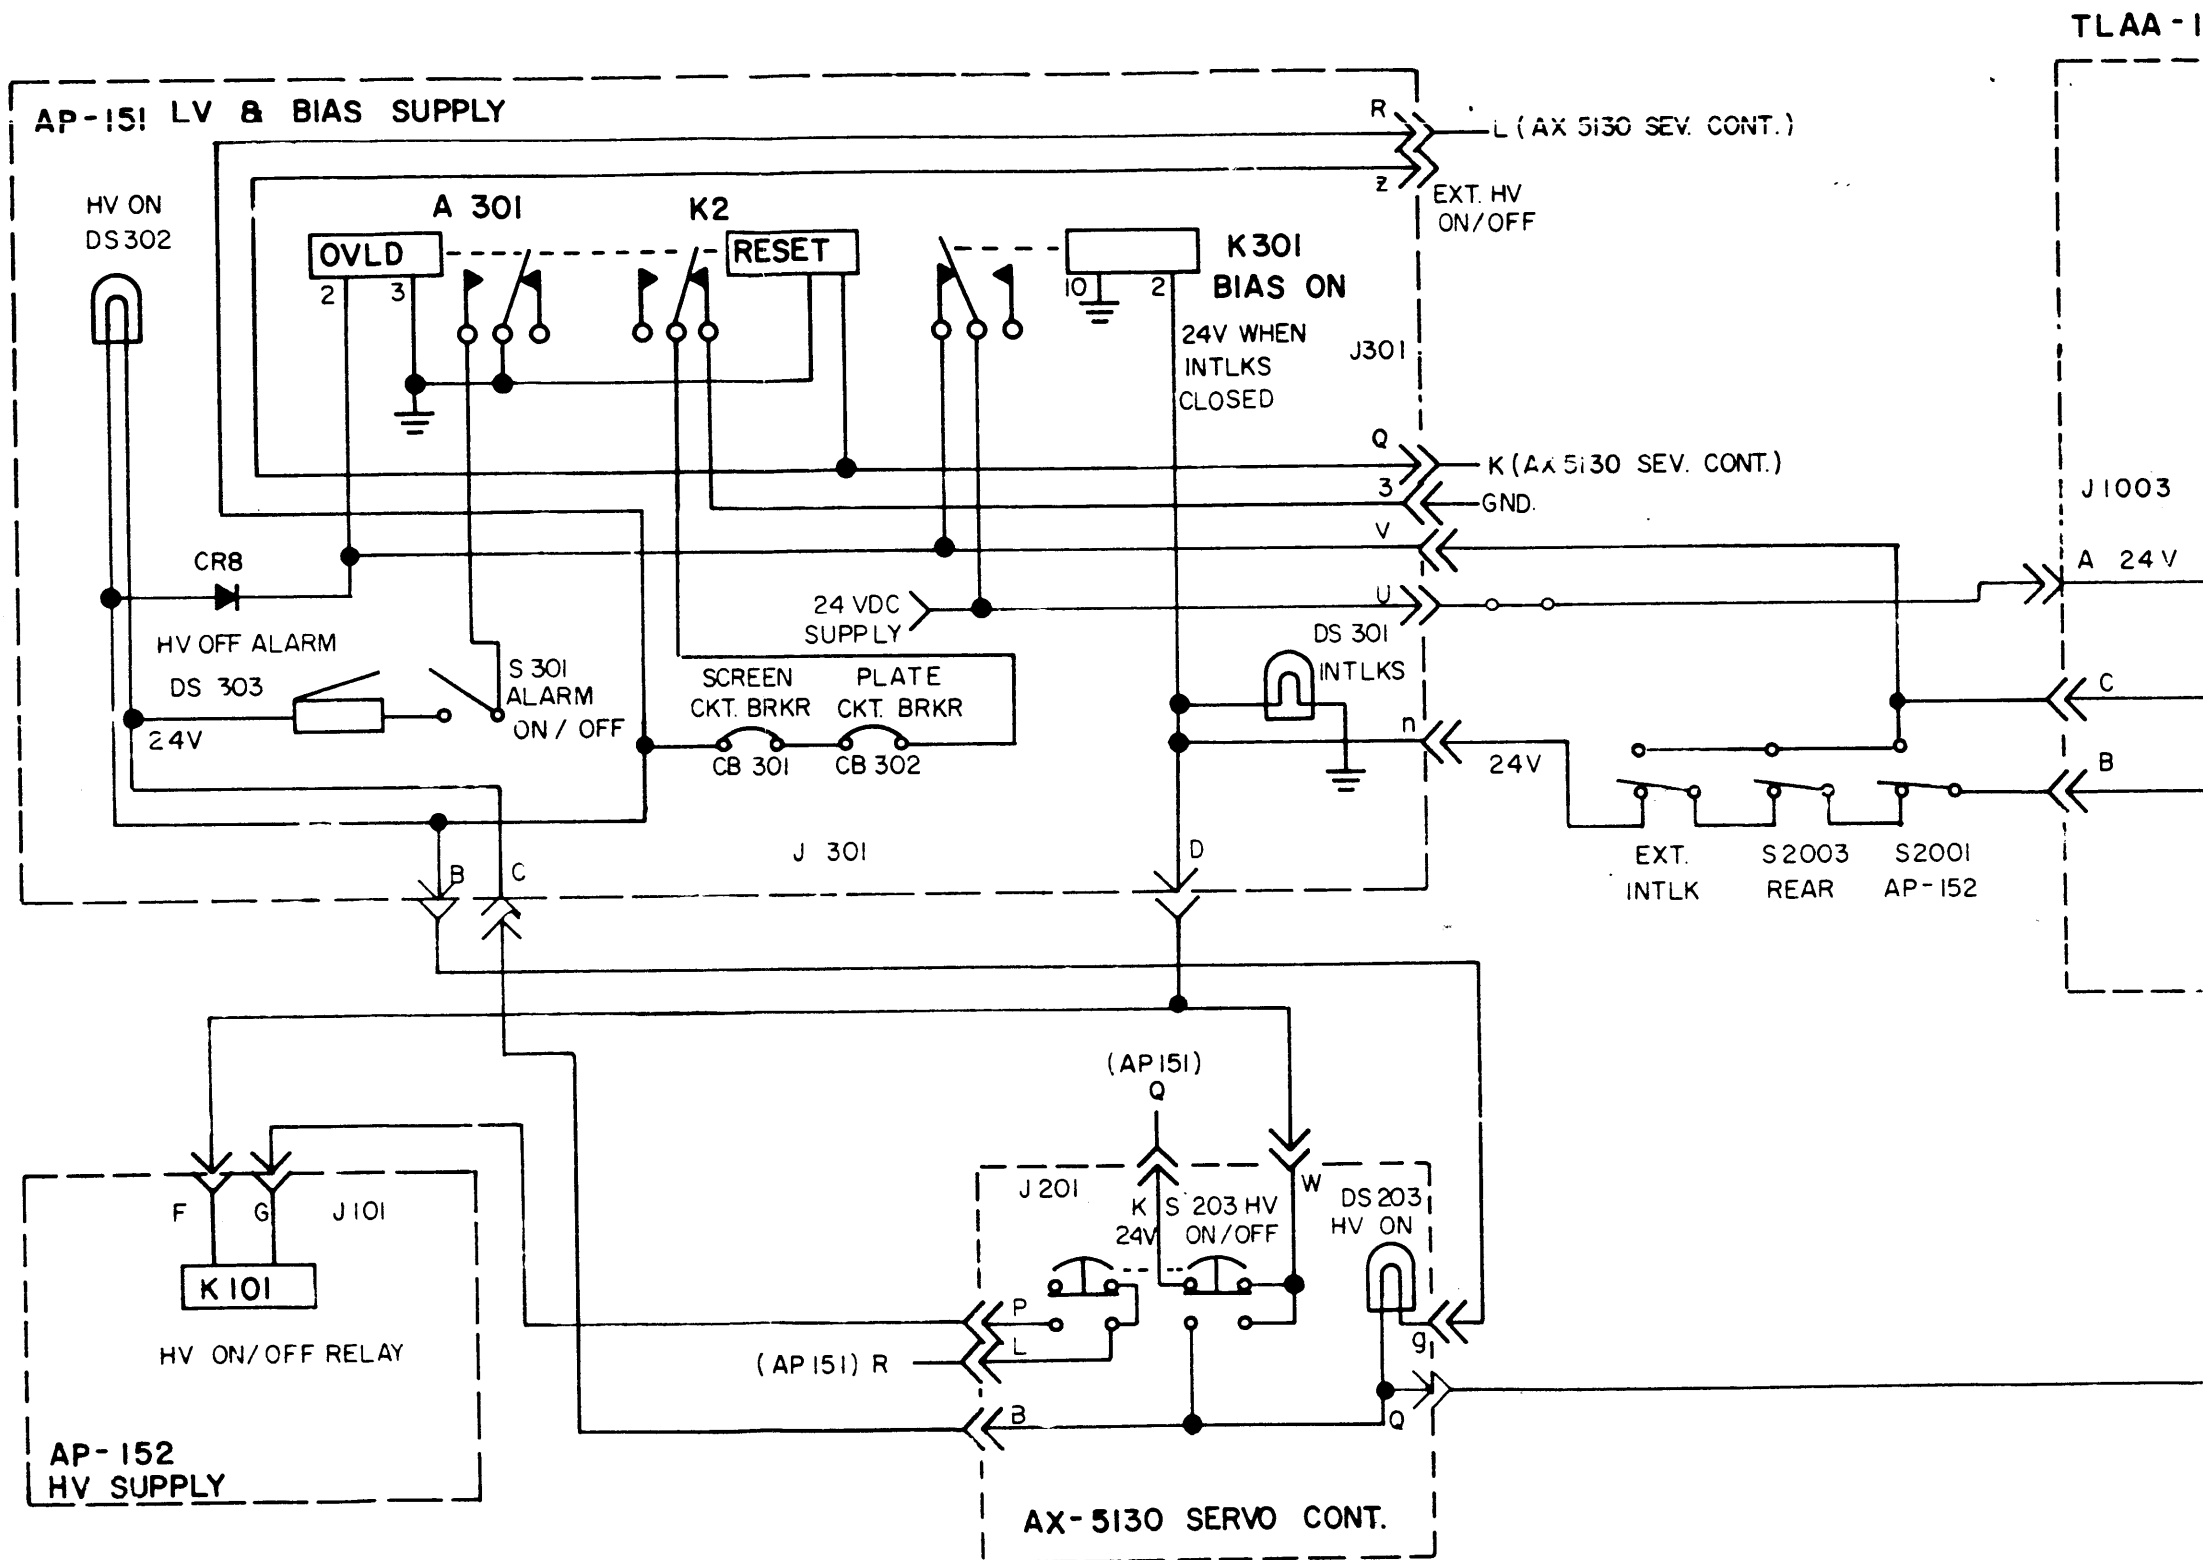 TLAA-1
AP-151 LV & BIAS SUPPLY
R
L (AX 5130 SEV. CONT.)
Z
EXT. HV
ON/OFF
HV ON
DS302
A 301
K2
OVLD
RESET
K301
BIAS ON
2
3
10
2
24V WHEN
INTLKS
CLOSED
J301
Q
K (AX 5130 SEV. CONT.)
3
GND.
V
J1003
A 24V
CR8
24 VDC
SUPPLY
U
HV OFF ALARM
DS 303
S 301
ALARM
ON / OFF
24V
SCREEN
CKT. BRKR
CB 301
PLATE
CKT. BRKR
CB 302
DS 301
INTLKS
n
24V
C
B
EXT.
INTLK
S2003
REAR
S2001
AP-152
J 301
B
C
D
(AP151)
Q
F
G
J101
K101
HV ON/OFF RELAY
AP-152
HV SUPPLY
J201
K
24V
S 203 HV
ON/OFF
W
DS203
HV ON
P
L
(AP151) R
g
B
Q
AX-5130 SERVO CONT.